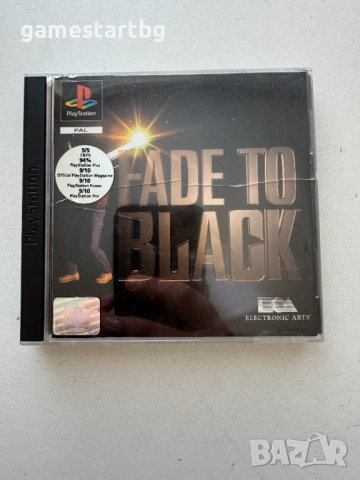 gamestartbg
PlayStation
PAL
5/5
94%
PlayStation Plus
9/10
Official PlayStation Magazine
9/10
PlayStation Power
9/10
PlayStation Pro
FADE TO
BLACK
PlayStation
ELECTRONIC ARTS
BAZAR
.bg